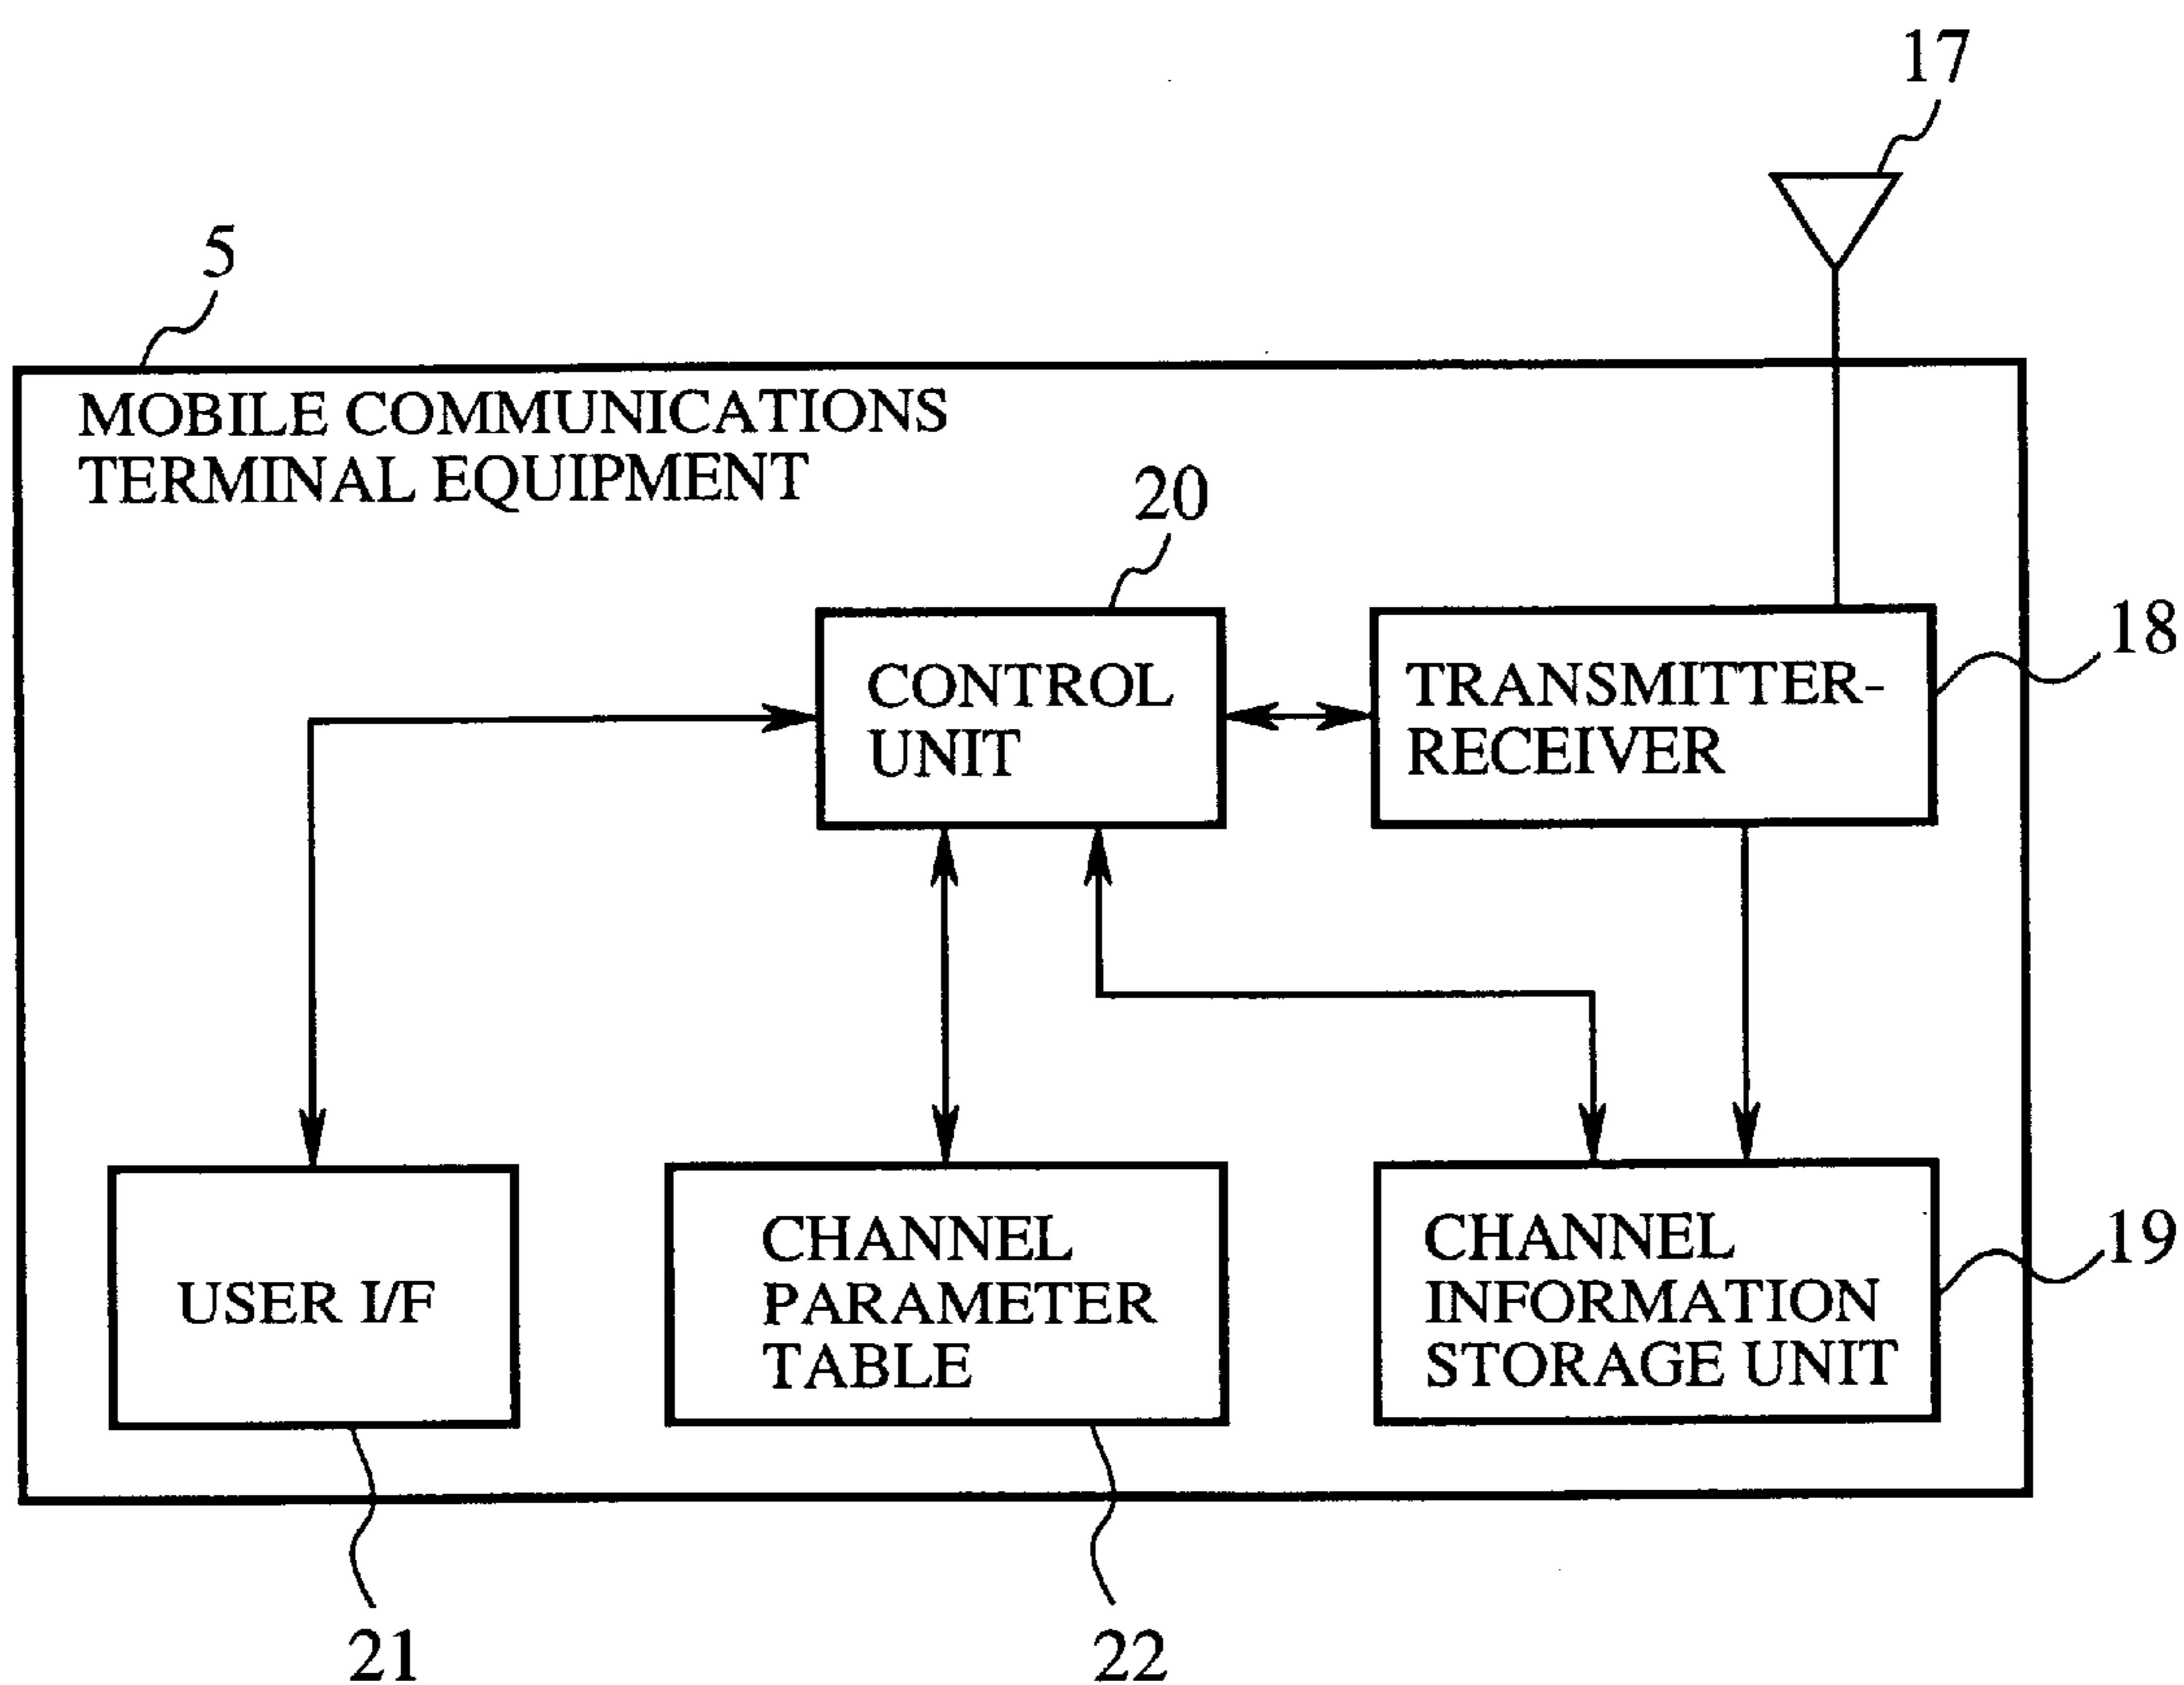 17
5
MOBILE COMMUNICATIONS
TERMINAL EQUIPMENT
20
18
CONTROL
UNIT
TRANSMITTER-
RECEIVER
USER I/F
CHANNEL
PARAMETER
TABLE
CHANNEL
INFORMATION
STORAGE UNIT
19
21
22